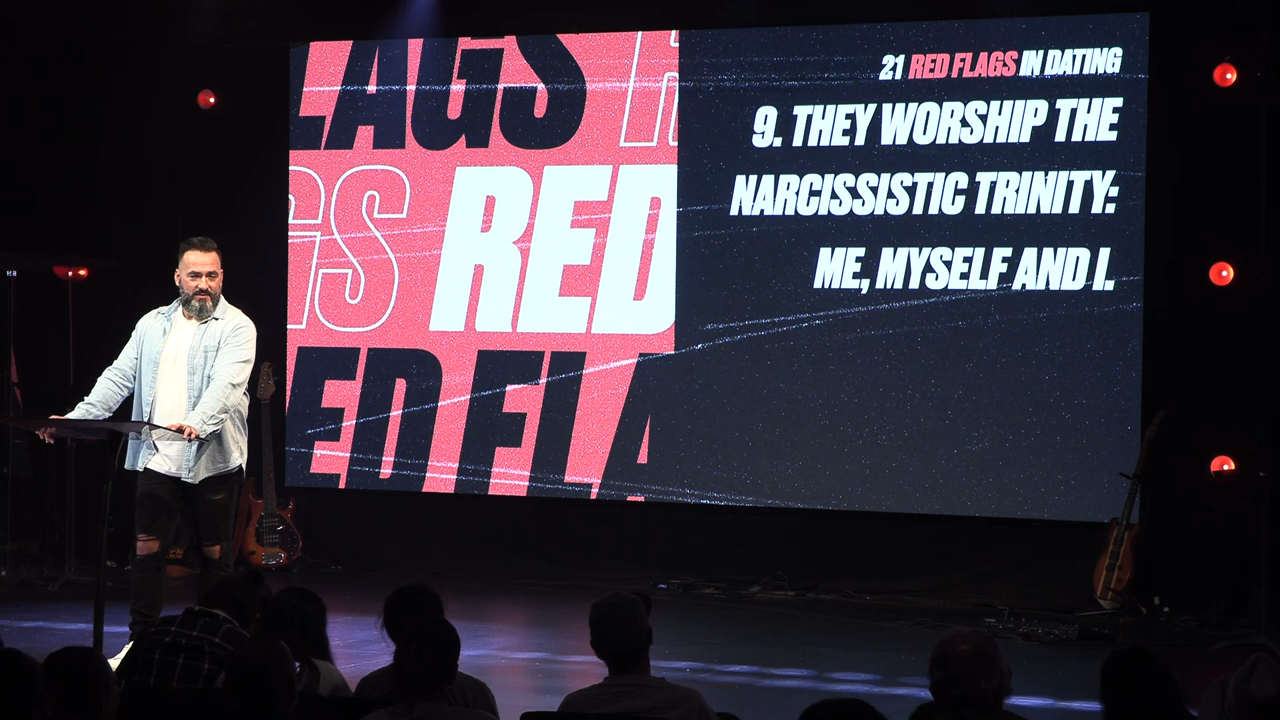 LAGS R
GS RED
ED FLA
21 RED FLAGS IN DATING
9. THEY WORSHIP THE
NARCISSISTIC TRINITY:
ME, MYSELF AND I.